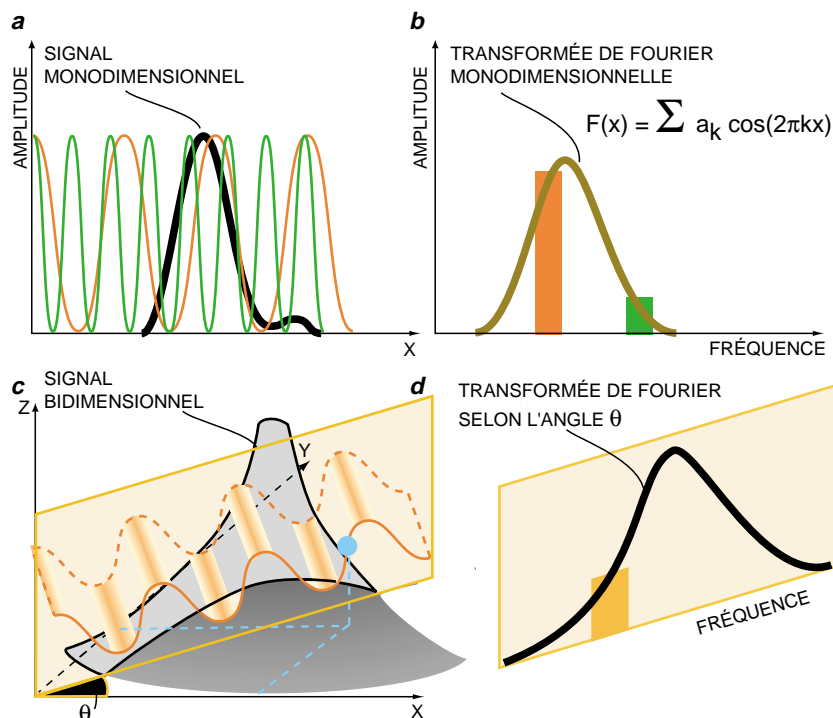 a
SIGNAL
MONODIMENSIONNEL
AMPLITUDE
X
b
TRANSFORMÉE DE FOURIER
MONODIMENSIONNELLE
F(x) = Σ ak cos(2πkx)
AMPLITUDE
FRÉQUENCE
c
SIGNAL
BIDIMENSIONNEL
Z
Y
X
θ
d
TRANSFORMÉE DE FOURIER
SELON L'ANGLE θ
FRÉQUENCE